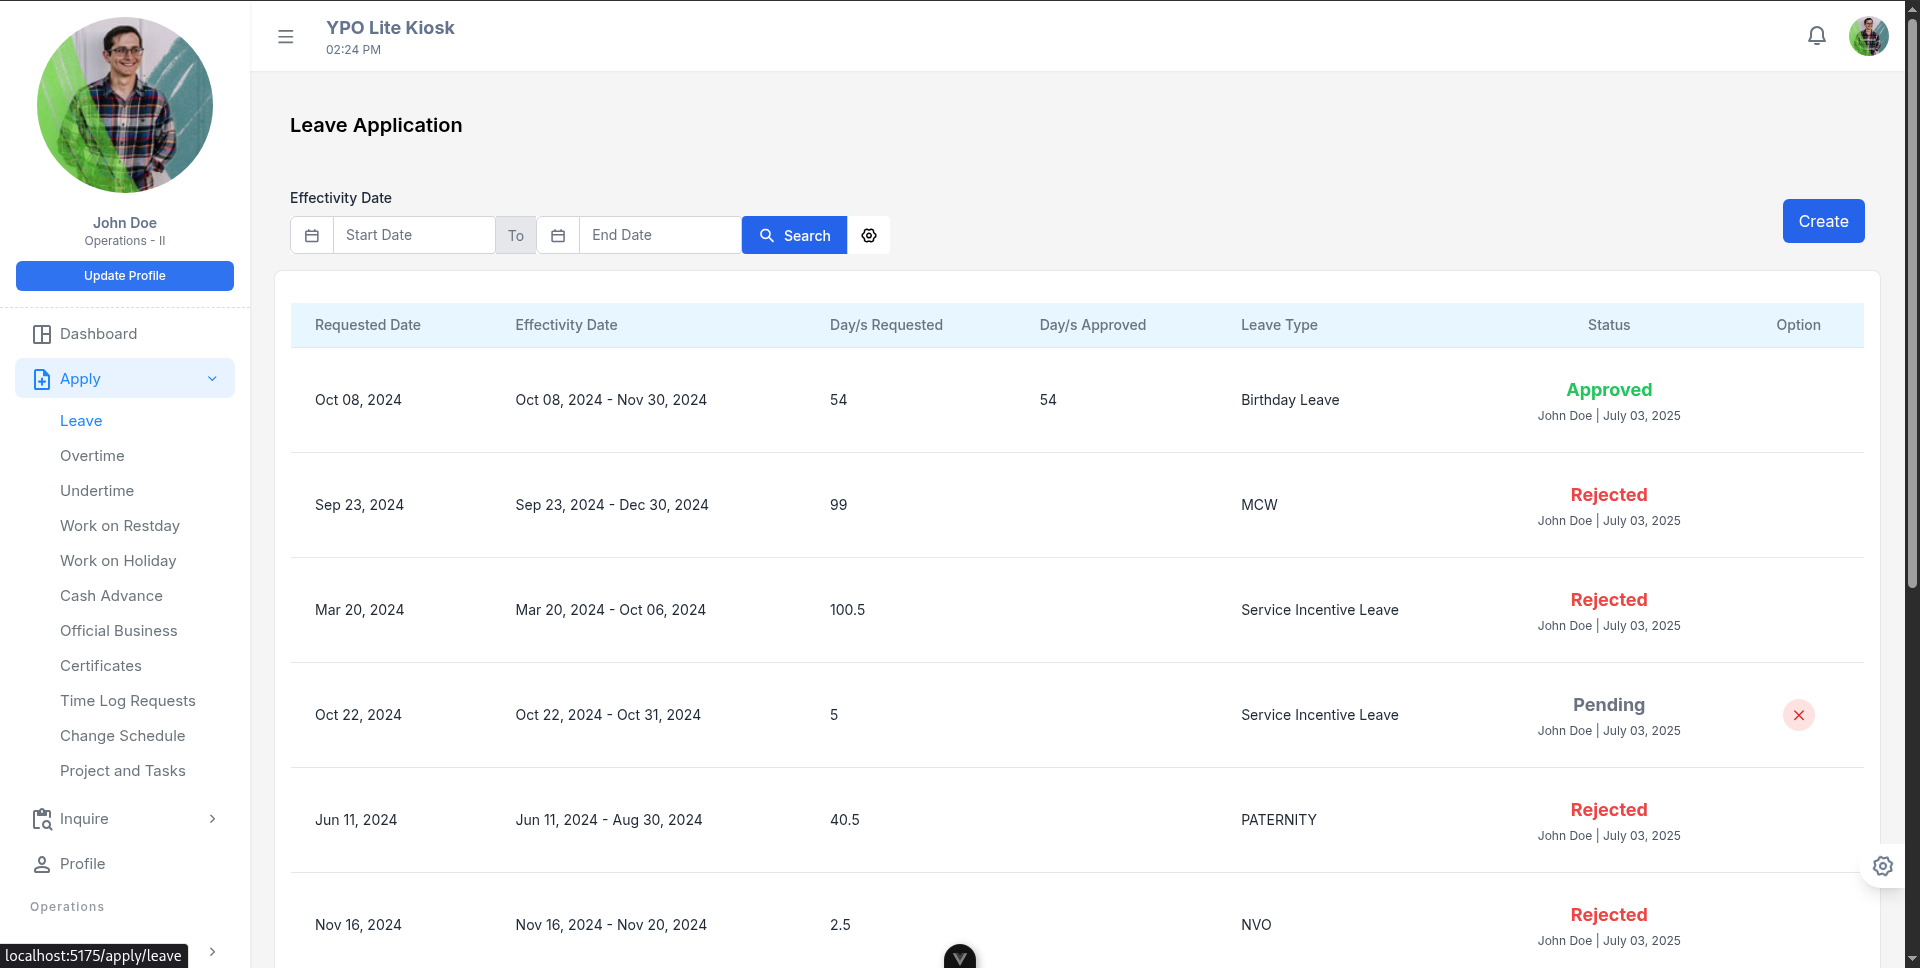 YPO Lite Kiosk
02:24 PM
John Doe
Operations - II
Update Profile
Dashboard
Apply
Leave
Overtime
Undertime
Work on Restday
Work on Holiday
Cash Advance
Official Business
Certificates
Time Log Requests
Change Schedule
Project and Tasks
Inquire
Profile
Operations
localhost:5175/apply/leave
Leave Application
Effectivity Date
Start Date To End Date Search
Create
Requested Date Effectivity Date Day/s Requested Day/s Approved Leave Type Status Option
Oct 08, 2024 Oct 08, 2024 - Nov 30, 2024 54 54 Birthday Leave Approved
John Doe | July 03, 2025
Sep 23, 2024 Sep 23, 2024 - Dec 30, 2024 99 MCW Rejected
John Doe | July 03, 2025
Mar 20, 2024 Mar 20, 2024 - Oct 06, 2024 100.5 Service Incentive Leave Rejected
John Doe | July 03, 2025
Oct 22, 2024 Oct 22, 2024 - Oct 31, 2024 5 Service Incentive Leave Pending
John Doe | July 03, 2025
Jun 11, 2024 Jun 11, 2024 - Aug 30, 2024 40.5 PATERNITY Rejected
John Doe | July 03, 2025
Nov 16, 2024 Nov 16, 2024 - Nov 20, 2024 2.5 NVO Rejected
John Doe | July 03, 2025